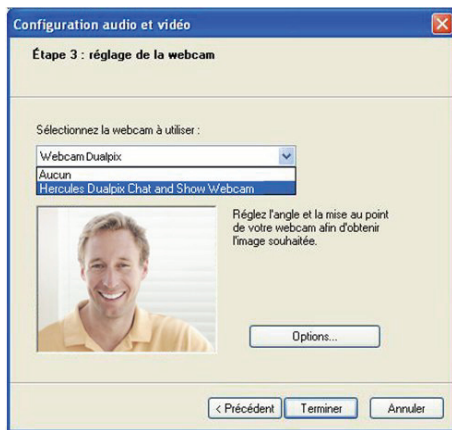 Configuration audio et vidéo
Étape 3 : réglage de la webcam
Sélectionnez la webcam à utiliser :
Webcam Dualpix
Aucun
Hercules Dualpix Chat and Show Webcam
Réglez l'angle et la mise au point
de votre webcam afin d'obtenir
l'image souhaitée.
Options...
< Précédent
Terminer
Annuler